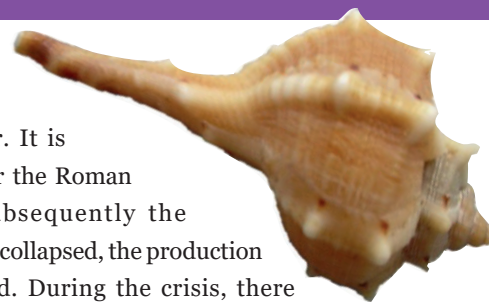 . It is
the Roman
bsequently the
collapsed, the production
d. During the crisis, there